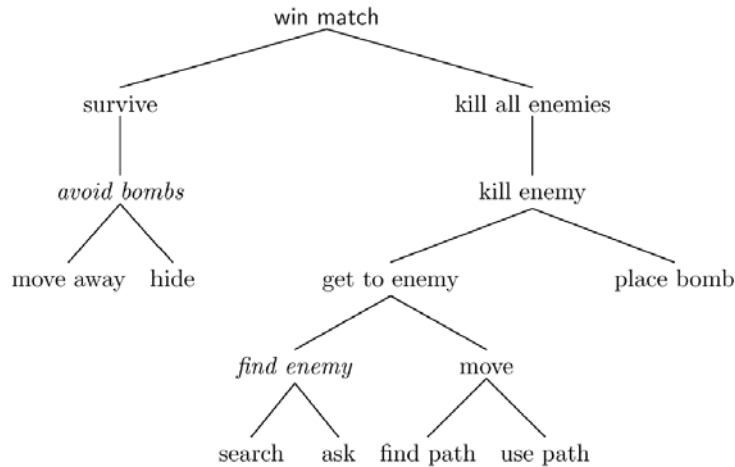 win match
survive kill all enemies
avoid bombs kill enemy
move away hide get to enemy place bomb
find enemy move
search ask find path use path